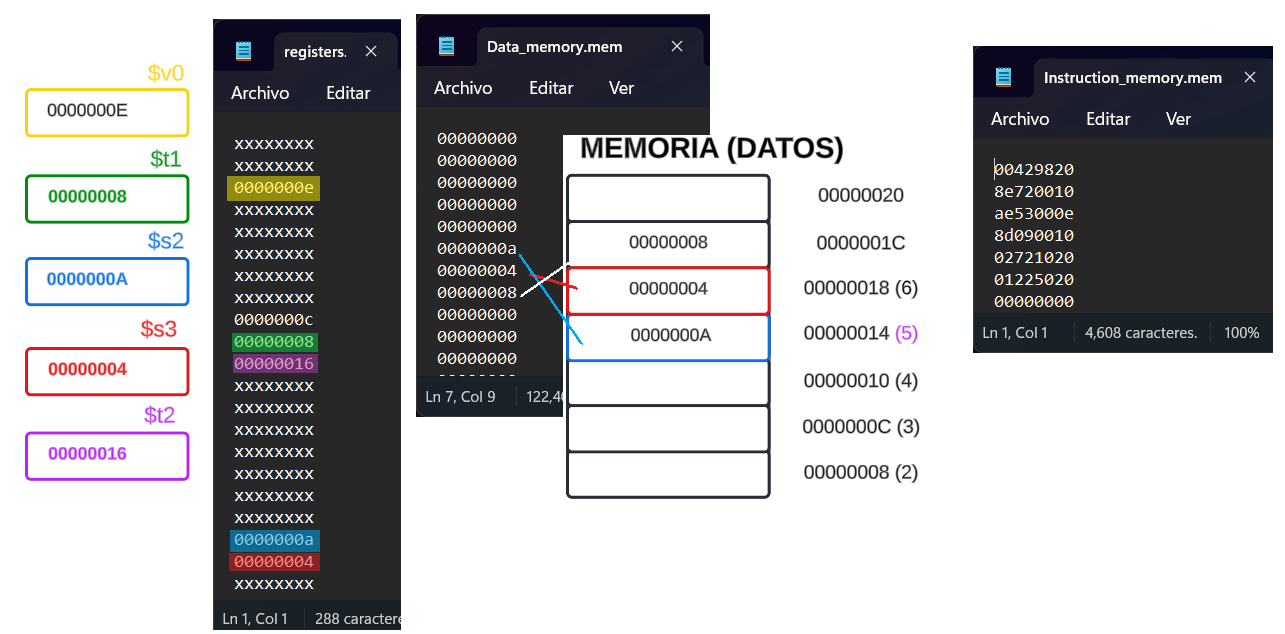 $v0
0000000E
$t1
00000008
$s2
0000000A
$s3
00000004
$t2
00000016
registers.
Archivo Editar
xxxxxxxx
xxxxxxxx
0000000e
xxxxxxxx
xxxxxxxx
xxxxxxxx
xxxxxxxx
xxxxxxxx
0000000c
00000008
00000016
xxxxxxxx
xxxxxxxx
xxxxxxxx
xxxxxxxx
xxxxxxxx
xxxxxxxx
xxxxxxxx
0000000a
00000004
xxxxxxxx
Ln 1, Col 1 288 caractere
Data_memory.mem
Archivo Editar Ver
00000000
00000000
00000000
00000000
00000000
0000000a
00000004
00000008
00000000
00000000
00000000
Ln 7, Col 9 122,4
MEMORIA (DATOS)
00000020
00000008 0000001C
00000004 00000018 (6)
0000000A 00000014 (5)
00000010 (4)
0000000C (3)
00000008 (2)
Instruction_memory.mem
Archivo Editar Ver
00429820
8e720010
ae53000e
8d090010
02721020
01225020
00000000
Ln 1, Col 1 4,608 caracteres. 100%